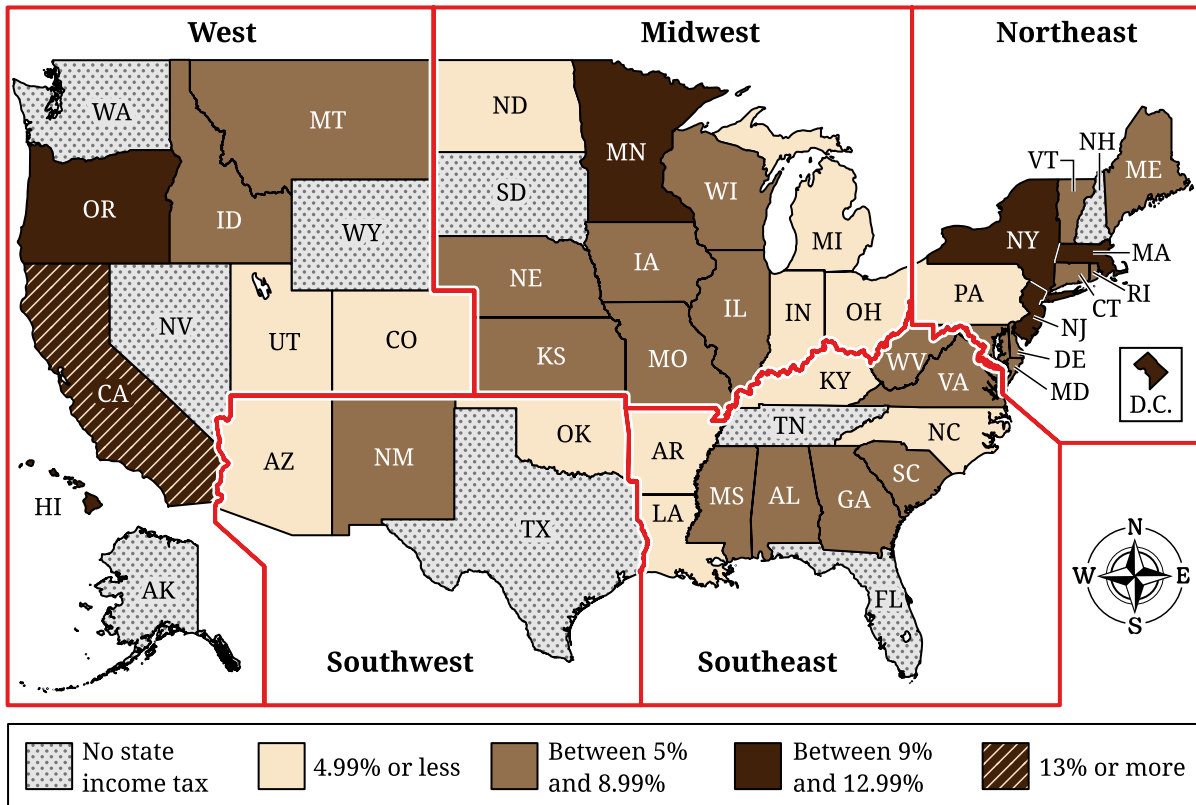 West
Midwest
Northeast
WA
MT
ND
MN
OR
ID
WY
SD
WI
MI
VT
NH
ME
NY
MA
CT
RI
NE
IA
IL
IN
OH
PA
NJ
NV
UT
CO
KS
MO
KY
WV
VA
DE
MD
D.C.
CA
AZ
NM
OK
AR
TN
NC
SC
HI
AK
TX
LA
MS
AL
GA
FL
N
W
E
S
Southwest
Southeast
No state
income tax
4.99% or less
Between 5%
and 8.99%
Between 9%
and 12.99%
13% or more